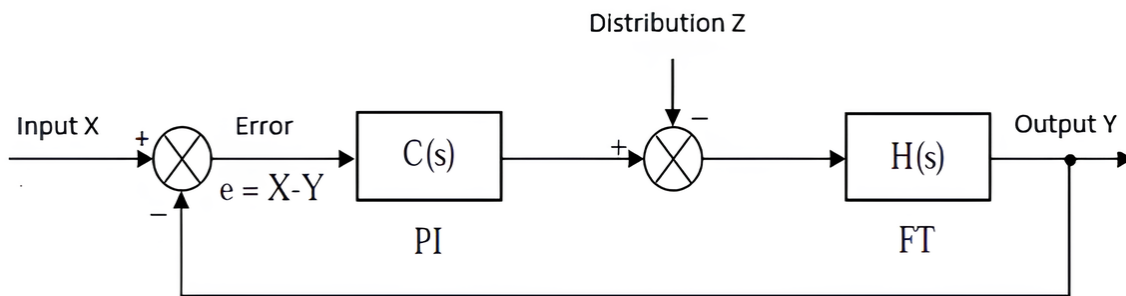 Distribution Z
Input X
+
Error
C(s)
+
−
H(s)
Output Y
−
e = X-Y
PI
FT